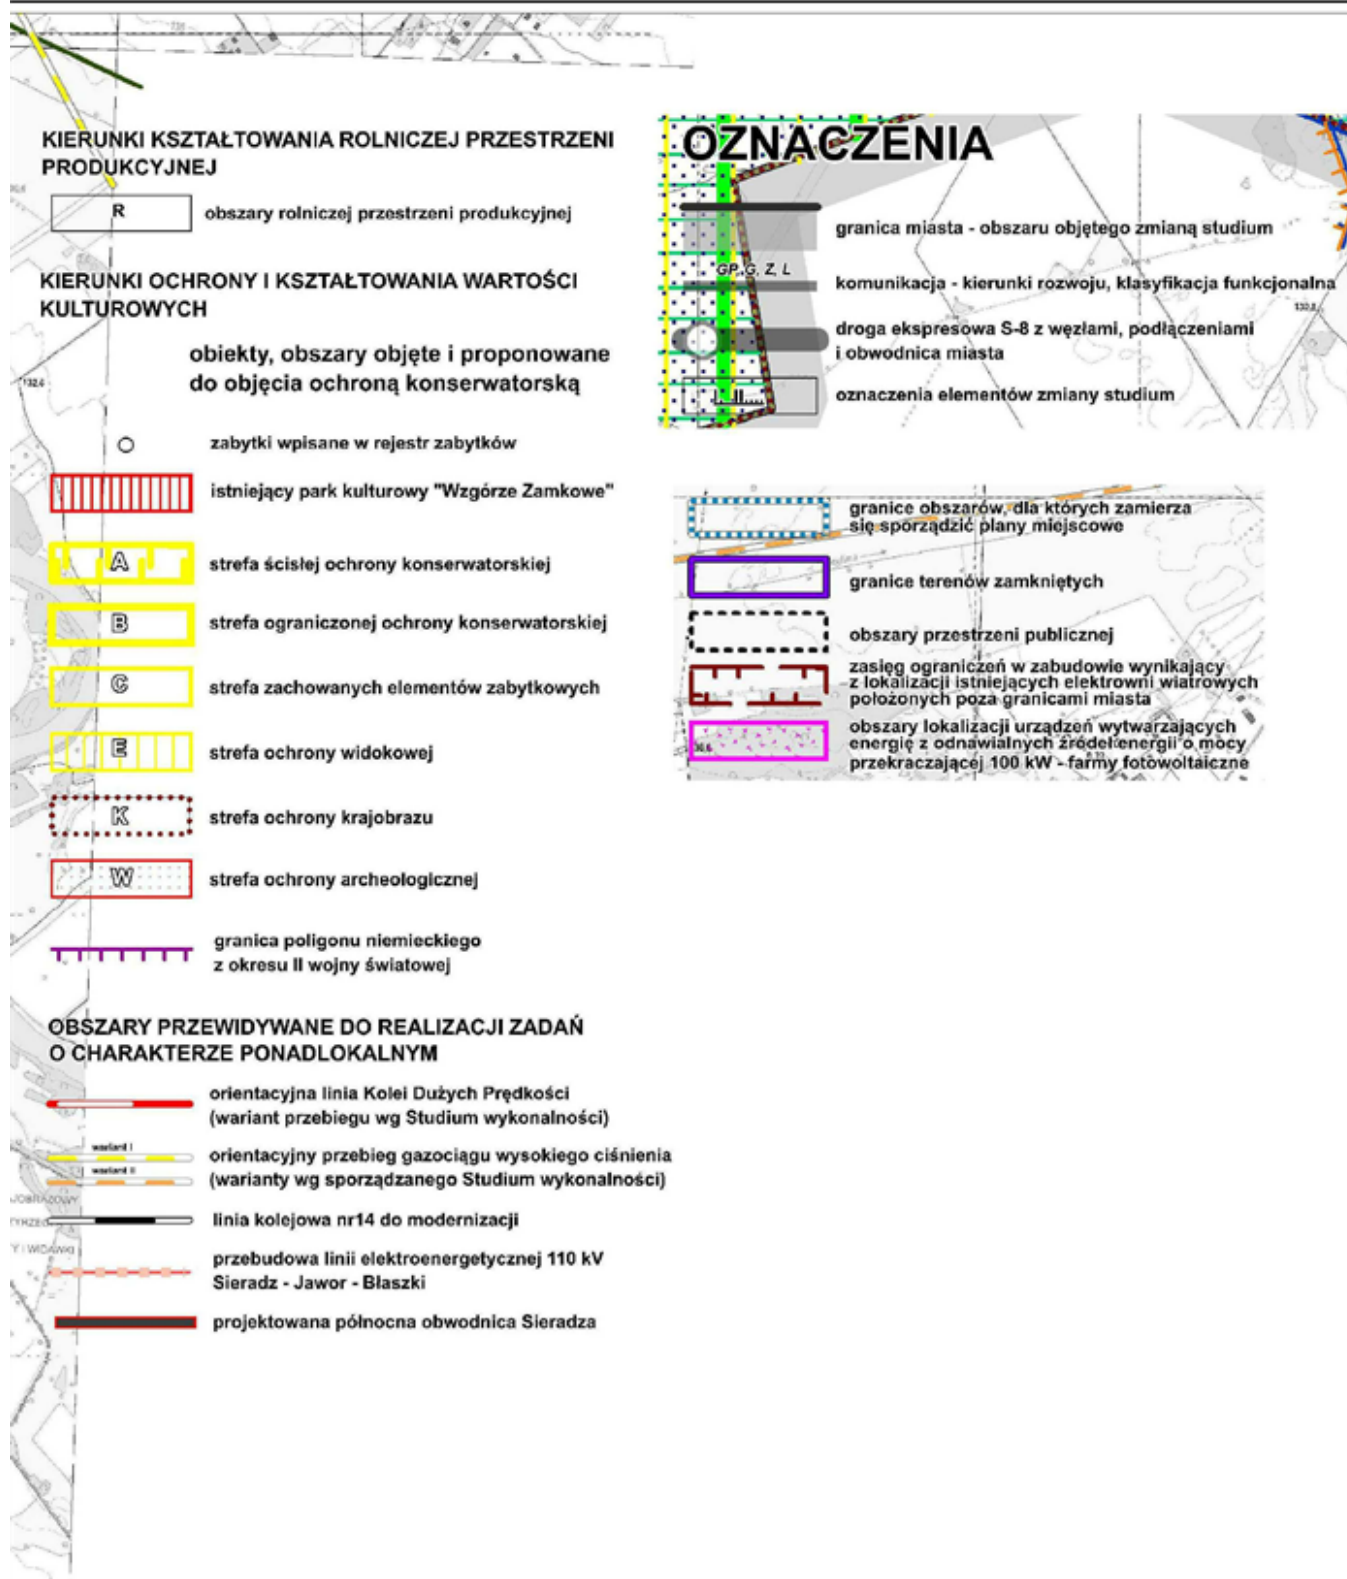 KIERUNKI KSZTAŁTOWANIA ROLNICZEJ PRZESTRZENI
PRODUKCYJNEJ
R
obszary rolniczej przestrzeni produkcyjnej
KIERUNKI OCHRONY I KSZTAŁTOWANIA WARTOŚCI
KULTUROWYCH
obiekty, obszary objęte i proponowane
do objęcia ochroną konserwatorską
132,6
zabytki wpisane w rejestr zabytków
istniejący park kulturowy "Wzgórze Zamkowe"
A
strefa ścisłej ochrony konserwatorskiej
B
strefa ograniczonej ochrony konserwatorskiej
C
strefa zachowanych elementów zabytkowych
E
strefa ochrony widokowej
K
strefa ochrony krajobrazu
W
strefa ochrony archeologicznej
granica poligonu niemieckiego
z okresu II wojny światowej
OBSZARY PRZEWIDYWANE DO REALIZACJI ZADAŃ
O CHARAKTERZE PONADLOKALNYM
orientacyjna linia Kolei Dużych Prędkości
(wariant przebiegu wg Studium wykonalności)
wariant I
orientacyjny przebieg gazociągu wysokiego ciśnienia
wariant II
(warianty wg sporządzanego Studium wykonalności)
linia kolejowa nr14 do modernizacji
Y I WIDAWKI
przebudowa linii elektroenergetycznej 110 kV
Sieradz - Jawor - Błaszki
projektowana północna obwodnica Sieradza
OZNACZENIA
granica miasta - obszaru objętego zmianą studium
GP, G, Z, L
komunikacja - kierunki rozwoju, klasyfikacja funkcjonalna
droga ekspresowa S-8 z węzłami, podłączeniami
i obwodnica miasta
II
oznaczenia elementów zmiany studium
granice obszarów, dla których zamierza
się sporządzić plany miejscowe
granice terenów zamkniętych
obszary przestrzeni publicznej
zasięg ograniczeń w zabudowie wynikający
z lokalizacji istniejących elektrowni wiatrowych
położonych poza granicami miasta
obszary lokalizacji urządzeń wytwarzających
energię z odnawialnych źródeł energii o mocy
przekraczającej 100 kW - farmy fotowoltaiczne